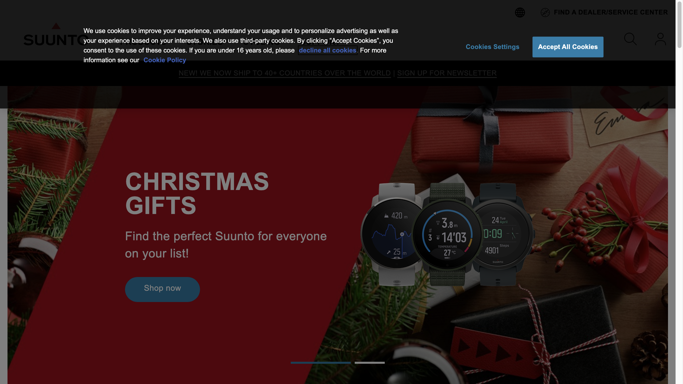 FIND A DEALER/SERVICE CENTER
We use cookies to improve your experience, understand your usage and to personalize advertising as well as
your experience based on your interests. We also use third-party cookies. By clicking "Accept Cookies", you
consent to the use of these cookies. If you are under 16 years old, please decline all cookies. For more
information see our Cookie Policy
Cookies Settings
Accept All Cookies
SUUNTO
NEW! WE NOW SHIP TO 40+ COUNTRIES OVER THE WORLD | SIGN UP FOR NEWSLETTER
CHRISTMAS
GIFTS
Find the perfect Suunto for everyone
on your list!
Shop now
420
25
3.8
14'03
27
24
0:09
4901